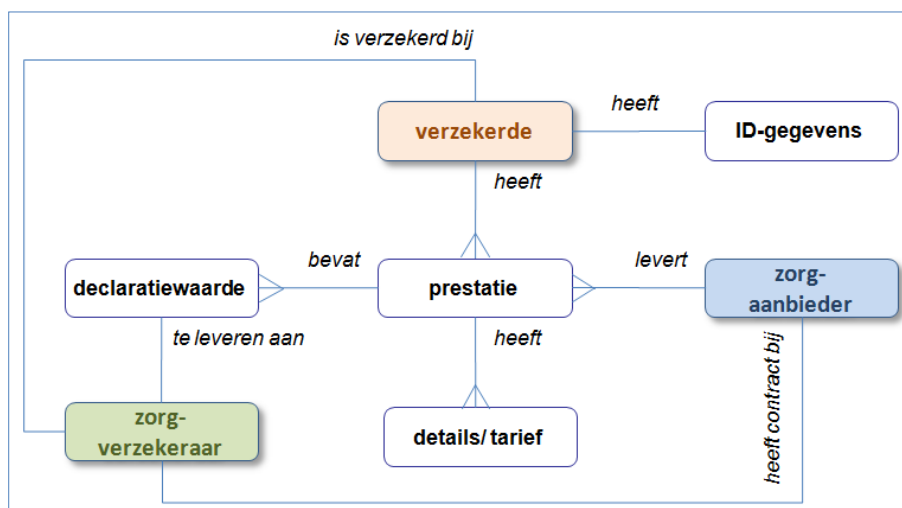 is verzekerd bij
heeft
verzekerde
ID-gegevens
heeft
bevat
levert
declaratiewaarde
prestatie
zorg-
aanbieder
te leveren aan
heeft
heeft contract bij
zorg-
verzekeraar
details/ tarief